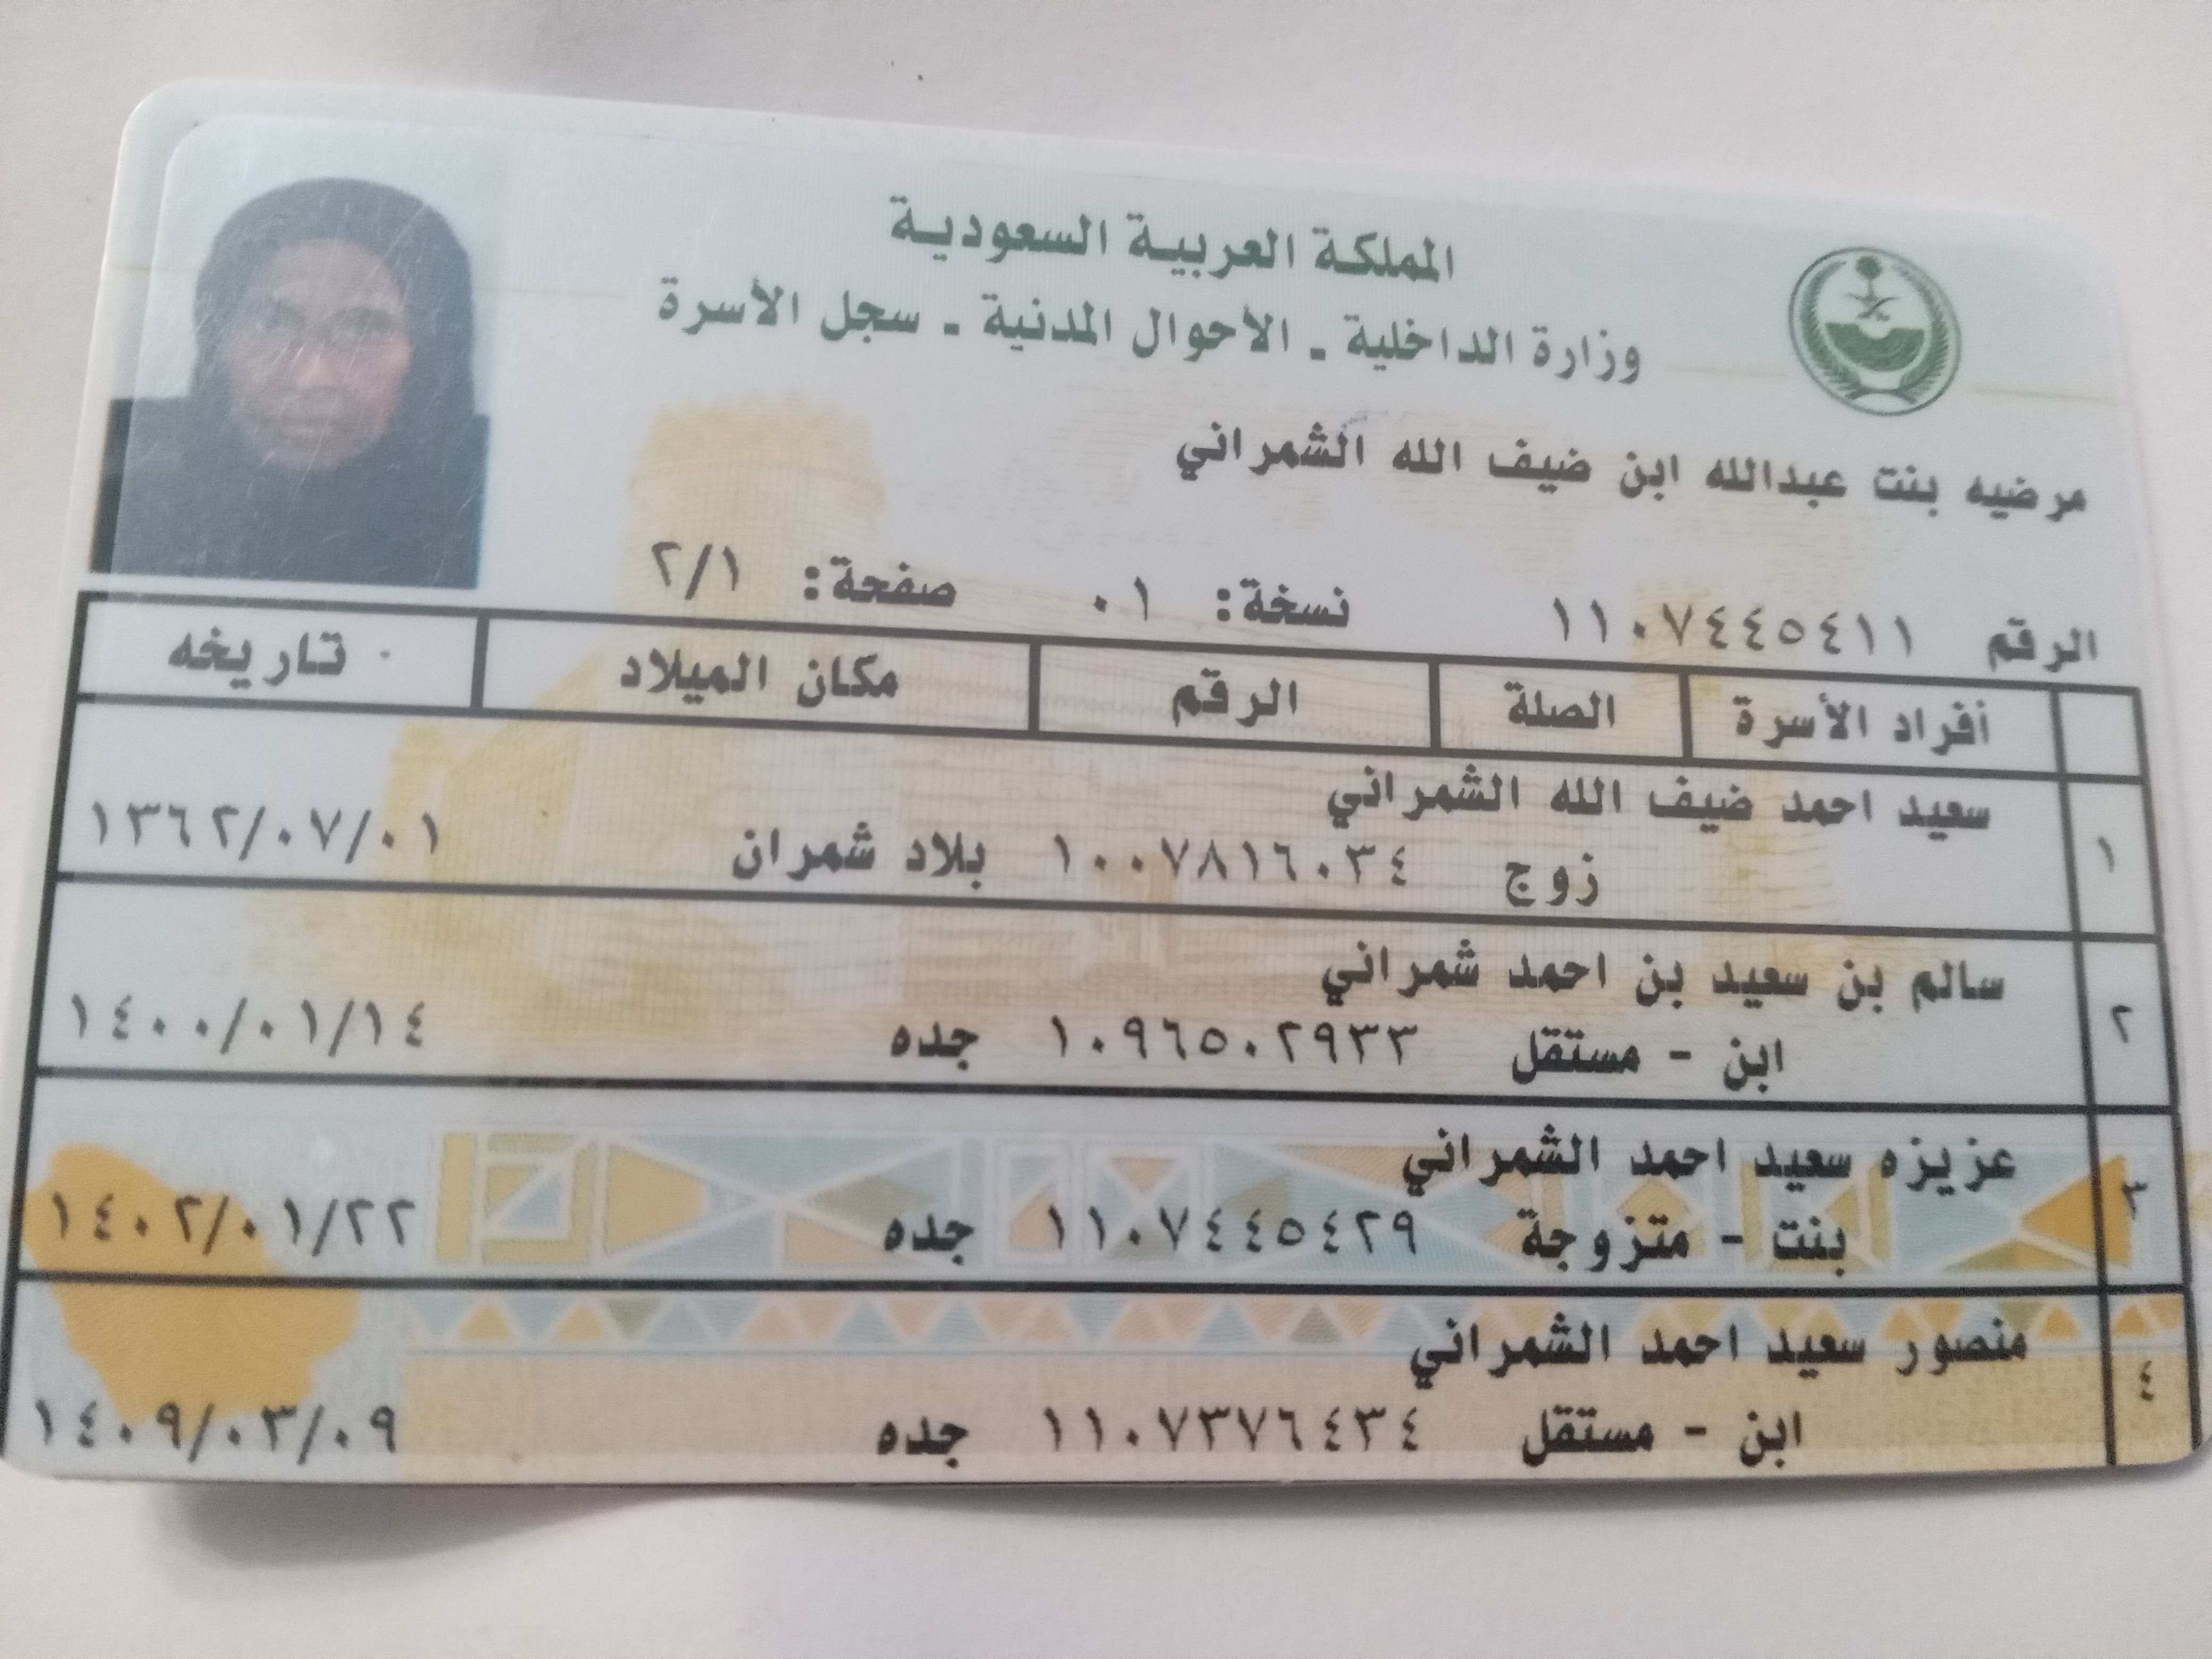 المملكة العربية السعودية
وزارة الداخلية - الأحوال المدنية - سجل الأسرة
مرضيه بنت عبدالله ابن ضيف الله الشمراني
الرقم ١١٠٧٤٤٥٤١١ نسخة: ٠١ صفحة: ٢/١
أفراد الأسرة الصلة الرقم مكان الميلاد تاريخه
١ سعيد احمد ضيف الله الشمراني
زوج ١٠٠٧٨١٦٠٣٤ بلاد شمران ١٣٦٢/٠٧/٠١
٢ سالم بن سعيد بن احمد شمراني
ابن - مستقل ١٠٩٦٥٠٢٩٣٣ جده ١٤٠٠/٠١/١٤
٣ عزيزه سعيد احمد الشمراني
بنت - متزوجة ١١٠٧٤٤٥٤٢٩ جده ١٤٠٢/٠١/٢٢
٤ منصور سعيد احمد الشمراني
ابن - مستقل ١١٠٧٣٧٦٤٣٤ جده ١٤٠٩/٠٣/٠٩